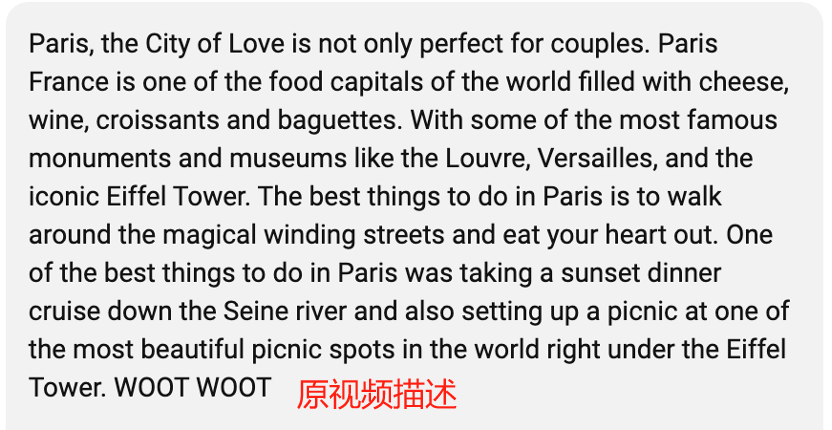 Paris, the City of Love is not only perfect for couples. Paris
France is one of the food capitals of the world filled with cheese,
wine, croissants and baguettes. With some of the most famous
monuments and museums like the Louvre, Versailles, and the
iconic Eiffel Tower. The best things to do in Paris is to walk
around the magical winding streets and eat your heart out. One
of the best things to do in Paris was taking a sunset dinner
cruise down the Seine river and also setting up a picnic at one of
the most beautiful picnic spots in the world right under the Eiffel
Tower. WOOT WOOT 原视频描述